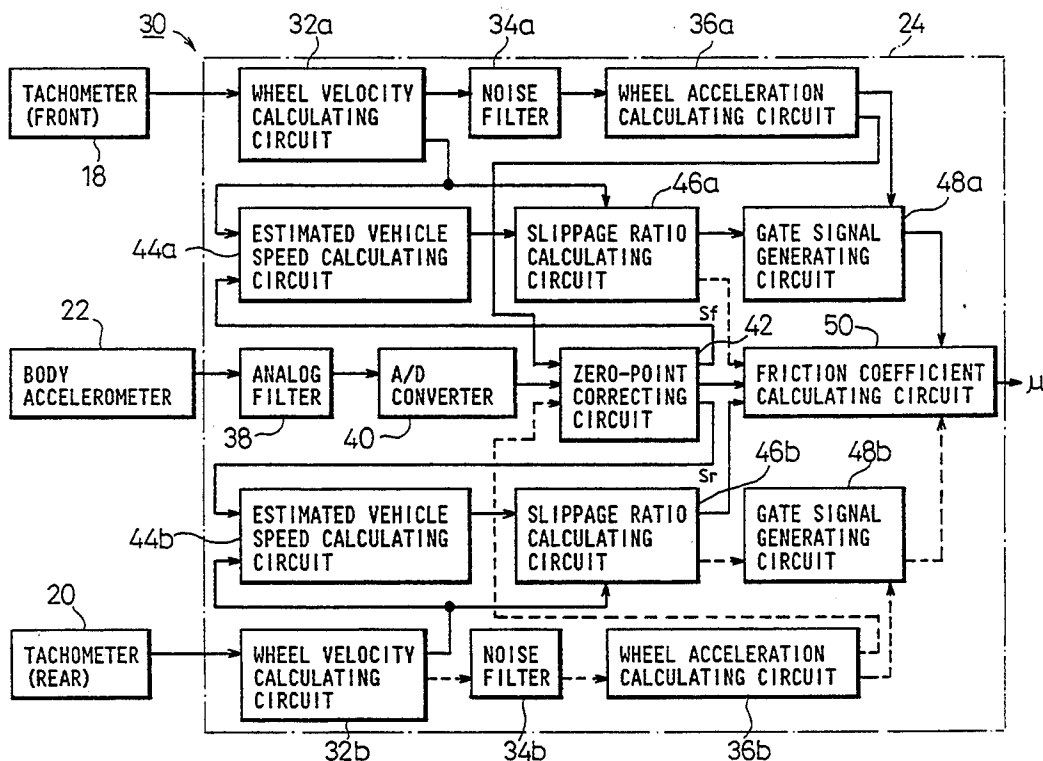 30
32a
34a
36a
24
TACHOMETER
(FRONT)
WHEEL VELOCITY
CALCULATING
CIRCUIT
NOISE
FILTER
WHEEL ACCELERATION
CALCULATING CIRCUIT
18
46a
48a
44a
ESTIMATED VEHICLE
SPEED CALCULATING
CIRCUIT
SLIPPAGE RATIO
CALCULATING
CIRCUIT
GATE SIGNAL
GENERATING
CIRCUIT
22
Sf
42
50
BODY
ACCELEROMETER
ANALOG
FILTER
A/D
CONVERTER
ZERO-POINT
CORRECTING
CIRCUIT
FRICTION COEFFICIENT
CALCULATING CIRCUIT
μ
38
40
Sr
46b
48b
44b
ESTIMATED VEHICLE
SPEED CALCULATING
CIRCUIT
SLIPPAGE RATIO
CALCULATING
CIRCUIT
GATE SIGNAL
GENERATING
CIRCUIT
20
TACHOMETER
(REAR)
WHEEL VELOCITY
CALCULATING
CIRCUIT
NOISE
FILTER
WHEEL ACCELERATION
CALCULATING CIRCUIT
32b
34b
36b